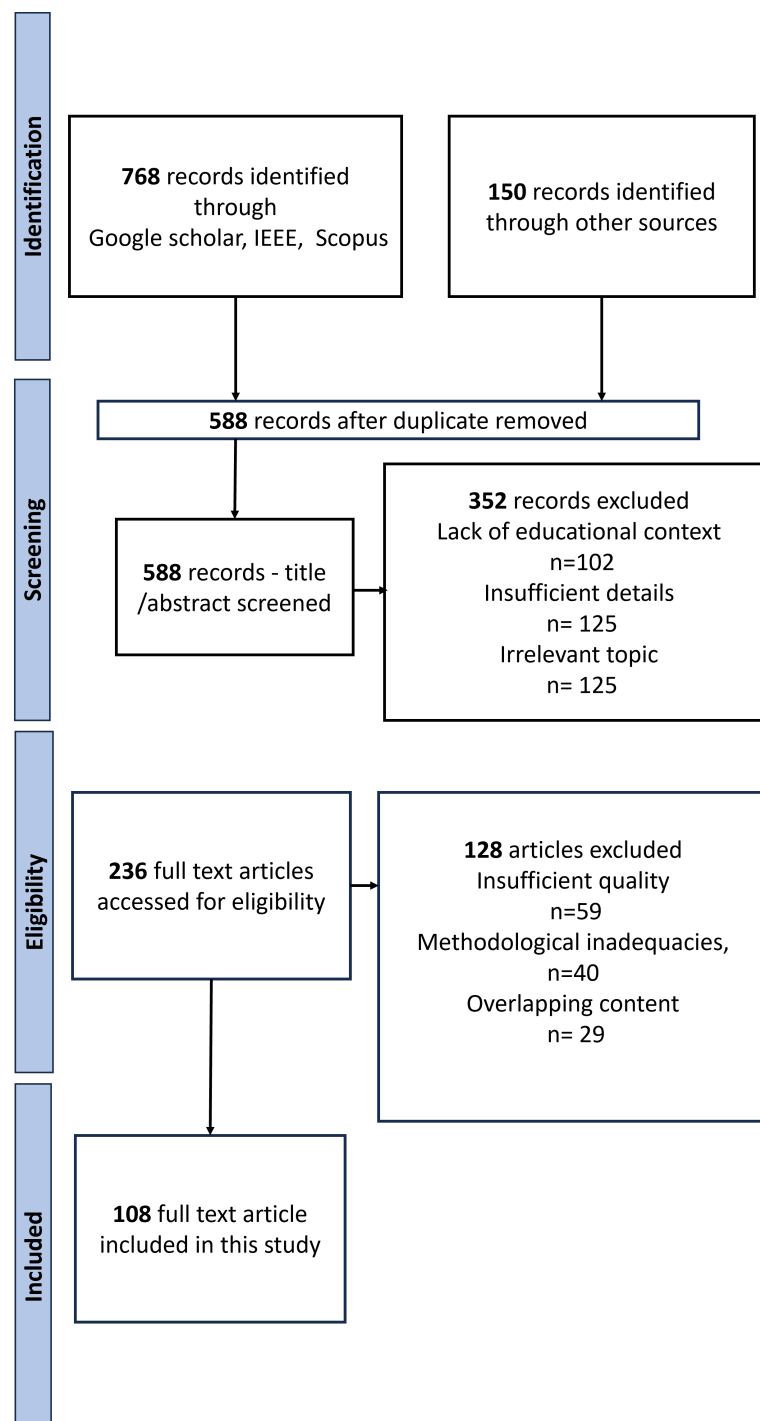 Identification
768 records identified
through
Google scholar, IEEE, Scopus
150 records identified
through other sources
Screening
588 records after duplicate removed
588 records - title
/abstract screened
352 records excluded
Lack of educational context
n=102
Insufficient details
n= 125
Irrelevant topic
n= 125
Eligibility
236 full text articles
accessed for eligibility
128 articles excluded
Insufficient quality
n=59
Methodological inadequacies,
n=40
Overlapping content
n= 29
Included
108 full text article
included in this study